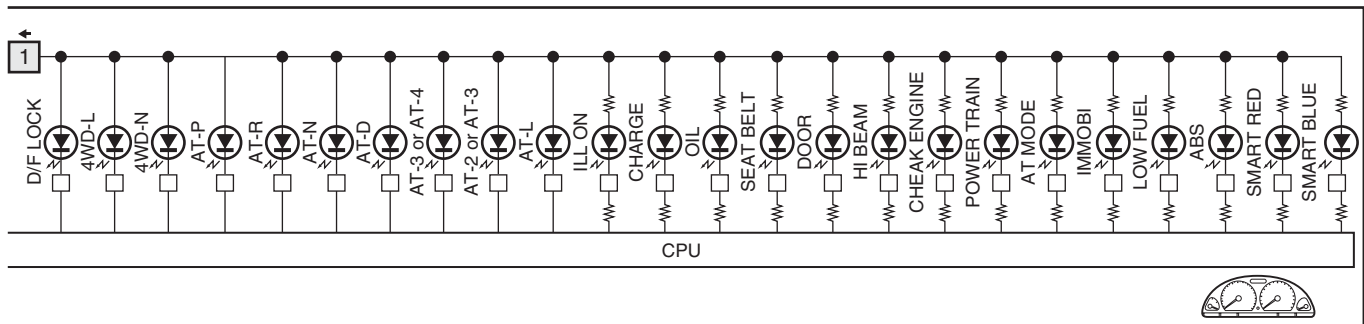 1
D/F LOCK
4WD-L
4WD-N
AT-P
AT-R
AT-N
AT-D
AT-3 or AT-4
AT-2 or AT-3
AT-L
ILL ON
CHARGE
OIL
SEAT BELT
DOOR
HI BEAM
CHEAK ENGINE
POWER TRAIN
AT MODE
IMMOBI
LOW FUEL
ABS
SMART RED
SMART BLUE
CPU